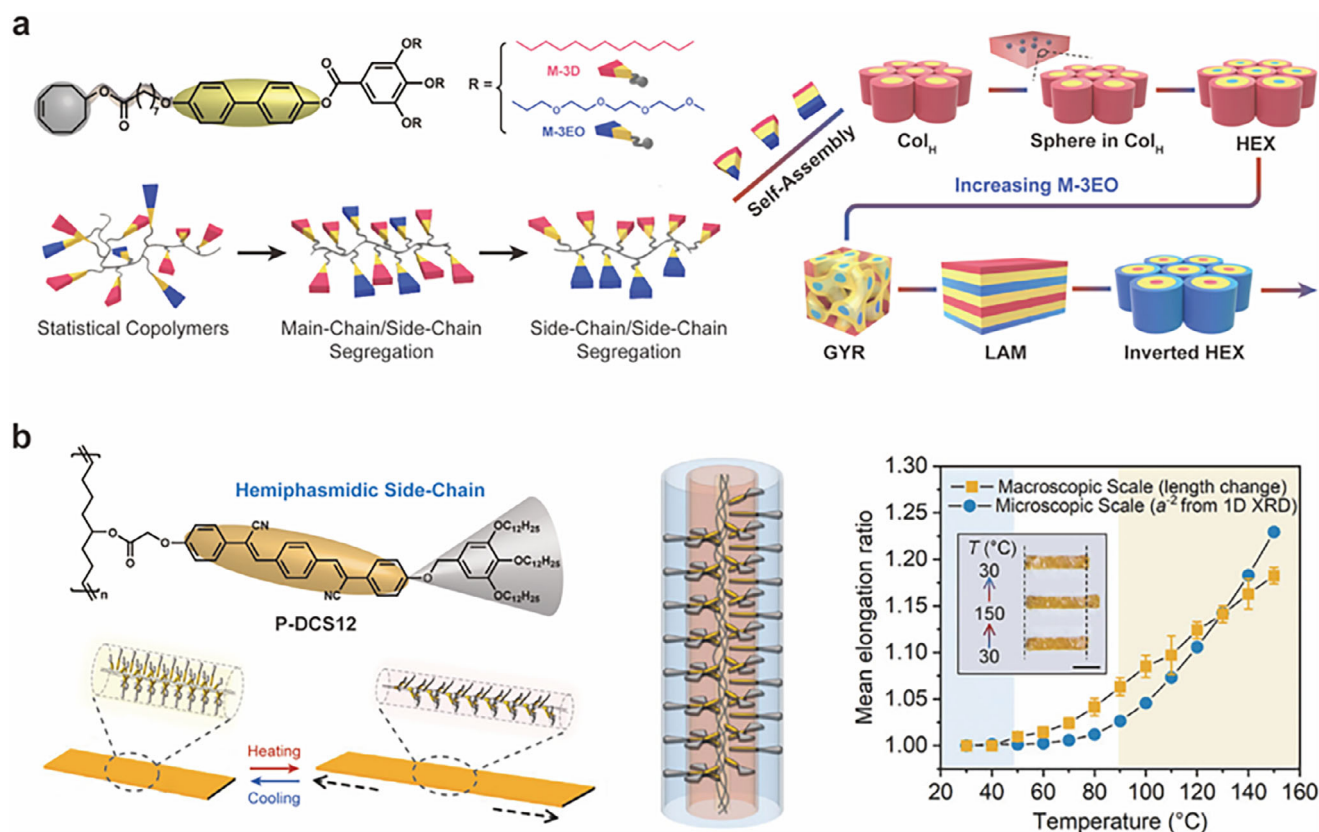 a
OR
OR
OR
O
O
O
O
7
R =
M-3D
M-3EO
O
O
O
O
Self-Assembly
Col_H
Sphere in Col_H
HEX
Increasing M-3EO
Statistical Copolymers
Main-Chain/Side-Chain
Segregation
Side-Chain/Side-Chain
Segregation
GYR
LAM
Inverted HEX
b
Hemiphasmidic Side-Chain
n
O
O
O
CN
NC
O
OC12H25
OC12H25
OC12H25
P-DCS12
Heating
Cooling
Mean elongation ratio
1.30
1.25
1.20
1.15
1.10
1.05
1.00
Macroscopic Scale (length change)
Microscopic Scale (a⁻² from 1D XRD)
T (°C)
30
150
30
20 40 60 80 100 120 140 160
Temperature (°C)